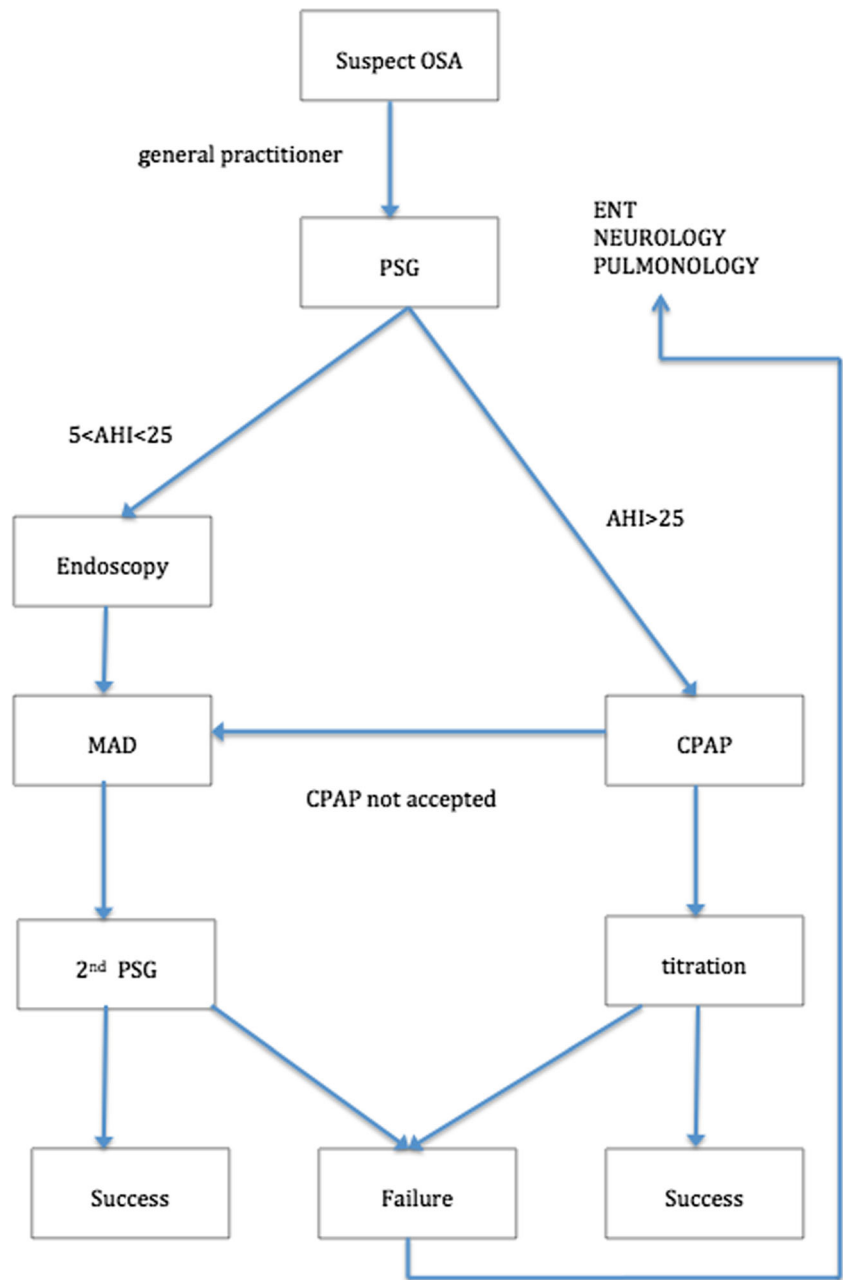 Suspect OSA
general practitioner
ENT
NEUROLOGY
PULMONOLOGY
PSG
5<AHI<25
AHI>25
Endoscopy
MAD
CPAP
CPAP not accepted
2nd PSG
titration
Success
Failure
Success